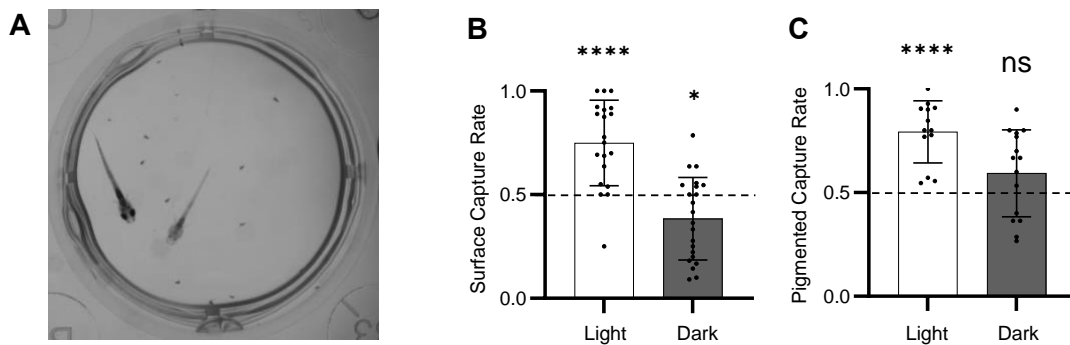 A
B
****
*
1.0
0.5
0.0
Surface Capture Rate
Light
Dark
C
****
ns
1.0
0.5
0.0
Pigmented Capture Rate
Light
Dark